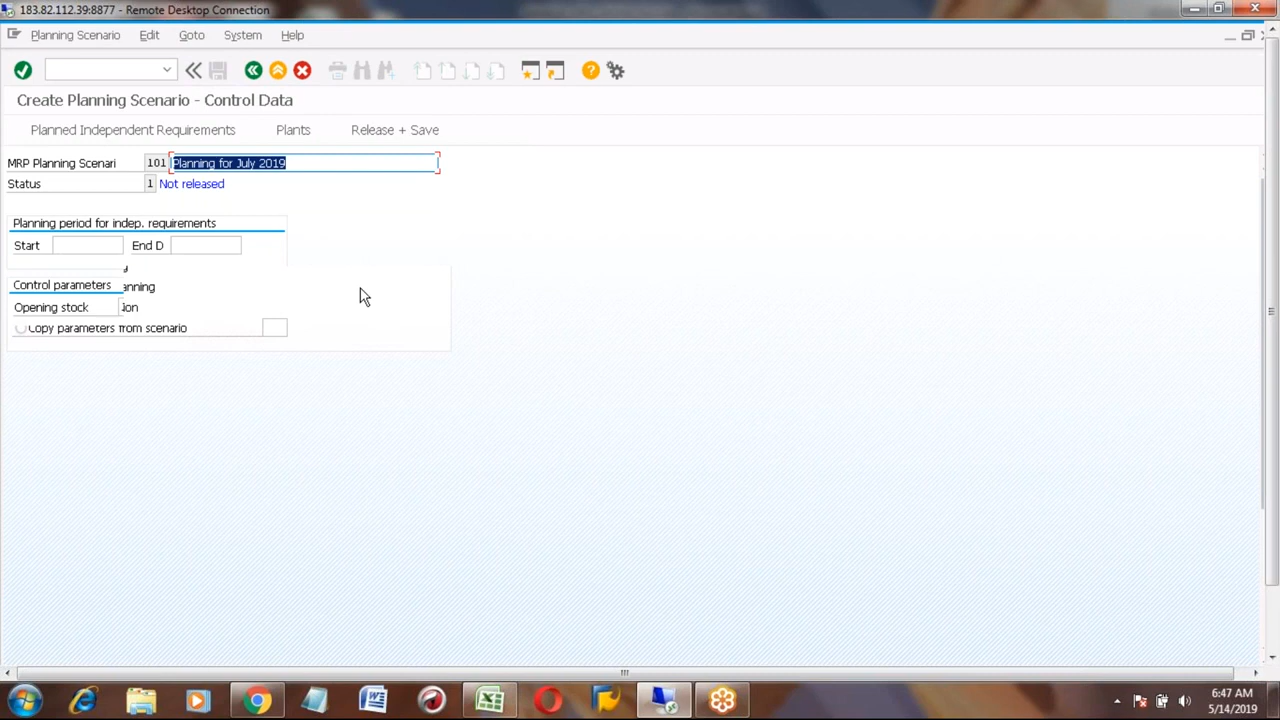 183.82.112.39:8877 - Remote Desktop Connection
Planning Scenario Edit Goto System Help
Create Planning Scenario - Control Data
Planned Independent Requirements Plants Release + Save
MRP Planning Scenari 101 Planning for July 2019
Status 1 Not released
Planning period for indep. requirements
Start End D
Control parameters anning
Opening stock ion
Copy parameters from scenario
6:47 AM
5/14/2019